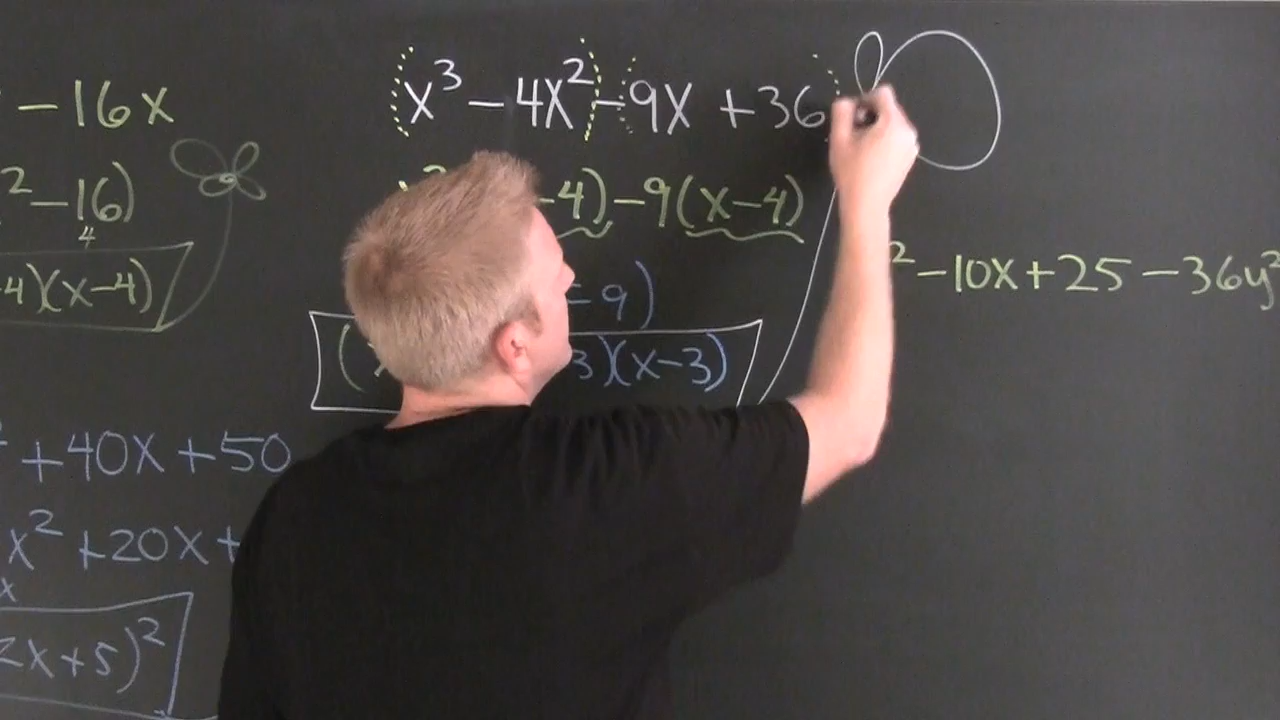 - 16x
2 - 16)
4
4)(x-4)
+ 40x + 50
x² + 20x +
x
2x+5)²
(x³ - 4x²) - (9x + 36)
-4) - 9(x-4)
- 9)
( 3)(x-3)
² - 10x + 25 - 36y²